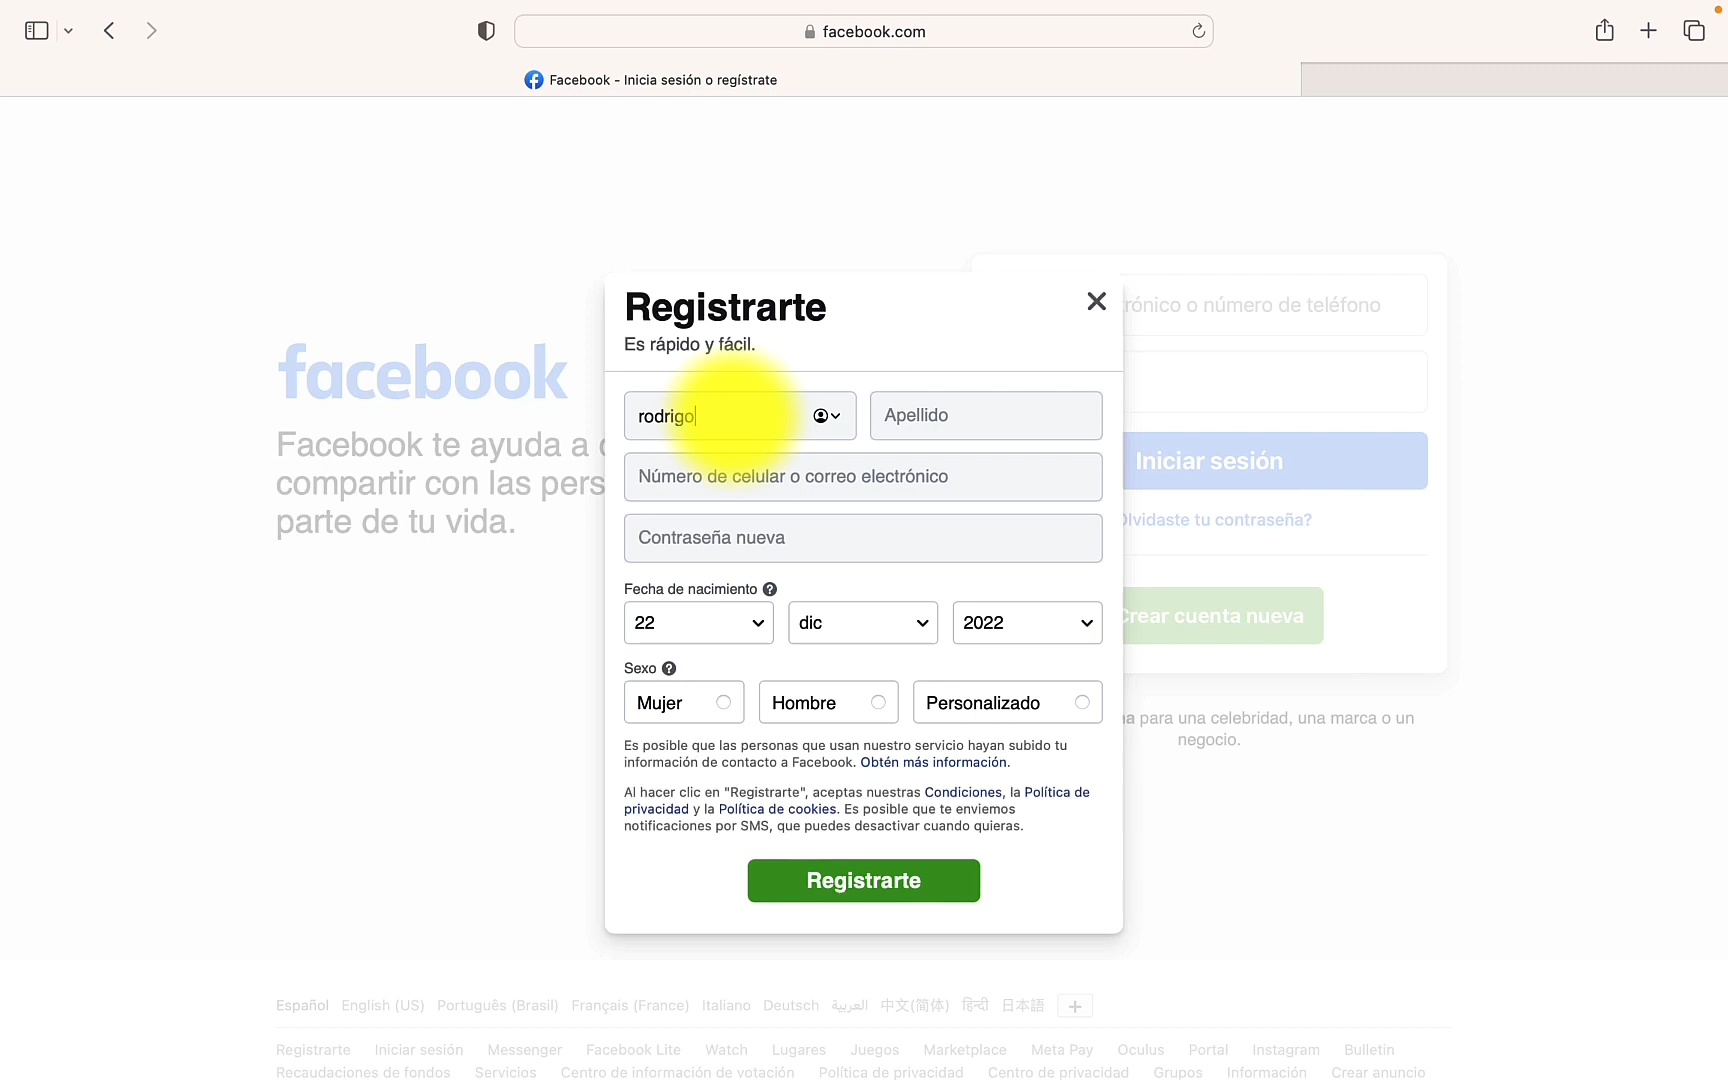 facebook.com
Facebook - Inicia sesión o regístrate
Registrarte
Es rápido y fácil.
rodrigo
Apellido
Número de celular o correo electrónico
Contraseña nueva
Fecha de nacimiento
22
dic
2022
Sexo
Mujer
Hombre
Personalizado
Es posible que las personas que usan nuestro servicio hayan subido tu
información de contacto a Facebook. Obtén más información.
Al hacer clic en "Registrarte", aceptas nuestras Condiciones, la Política de
privacidad y la Política de cookies. Es posible que te enviemos
notificaciones por SMS, que puedes desactivar cuando quieras.
Registrarte
facebook
Facebook te ayuda a
compartir con las pers
parte de tu vida.
trónico o número de teléfono
Iniciar sesión
Olvidaste tu contraseña?
Crear cuenta nueva
para una celebridad, una marca o un
negocio.
Español English (US) Português (Brasil) Français (France) Italiano Deutsch العربية 中文(简体) हिन्दी 日本語
Registrarte Iniciar sesión Messenger Facebook Lite Watch Lugares Juegos Marketplace Meta Pay Oculus Portal Instagram Bulletin
Recaudaciones de fondos Servicios Centro de información de votación Política de privacidad Centro de privacidad Grupos Información Crear anuncio